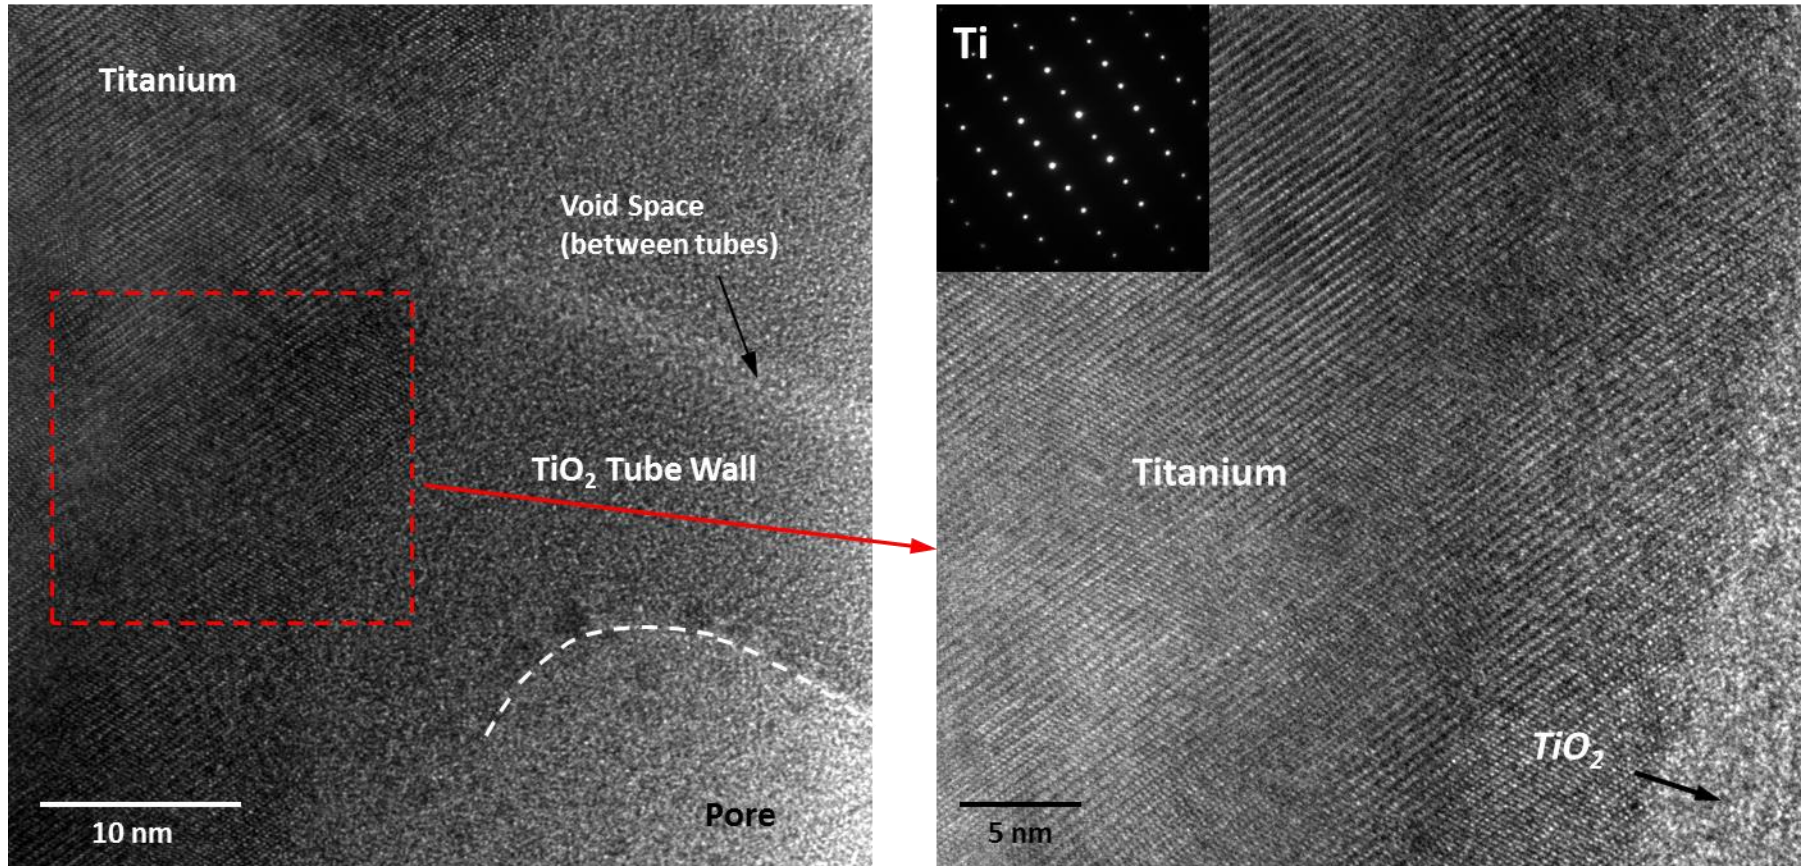 Titanium
Void Space
(between tubes)
TiO₂ Tube Wall
Pore
10 nm
Ti
Titanium
TiO₂
5 nm